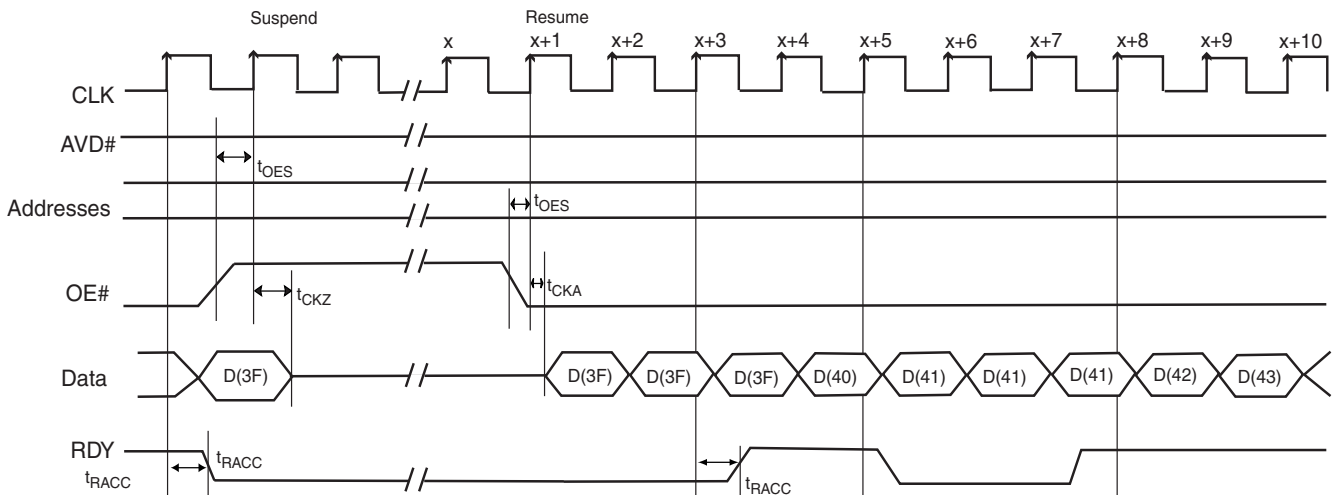 Suspend Resume
x x+1 x+2 x+3 x+4 x+5 x+6 x+7 x+8 x+9 x+10
CLK
AVD#
tOES
Addresses
tOES
OE#
tCKZ
tCKA
Data
D(3F) D(3F) D(3F) D(3F) D(40) D(41) D(41) D(41) D(42) D(43)
RDY
tRACC
tRACC
tRACC